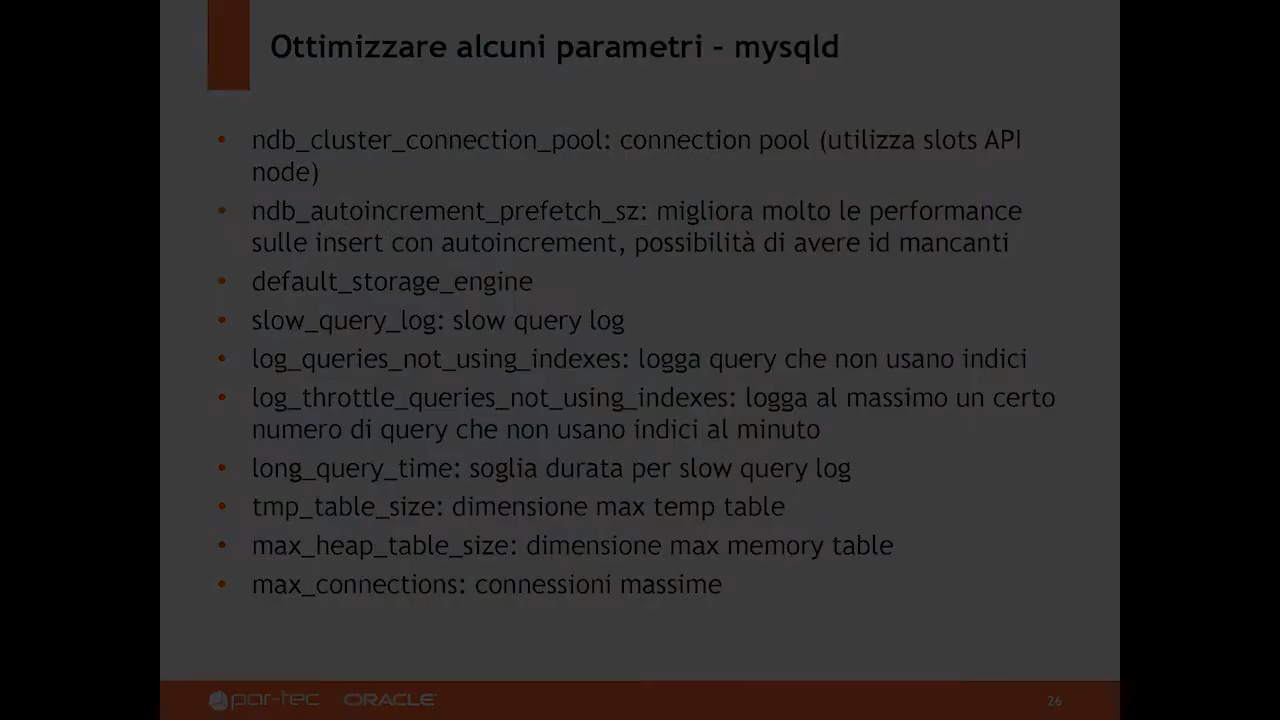 Ottimizzare alcuni parametri - mysqld
• ndb_cluster_connection_pool: connection pool (utilizza slots API
node)
• ndb_autoincrement_prefetch_sz: migliora molto le performance
sulle insert con autoincrement, possibilità di avere id mancanti
• default_storage_engine
• slow_query_log: slow query log
• log_queries_not_using_indexes: logga query che non usano indici
• log_throttle_queries_not_using_indexes: logga al massimo un certo
numero di query che non usano indici al minuto
• long_query_time: soglia durata per slow query log
• tmp_table_size: dimensione max temp table
• max_heap_table_size: dimensione max memory table
• max_connections: connessioni massime
par-tec ORACLE 26